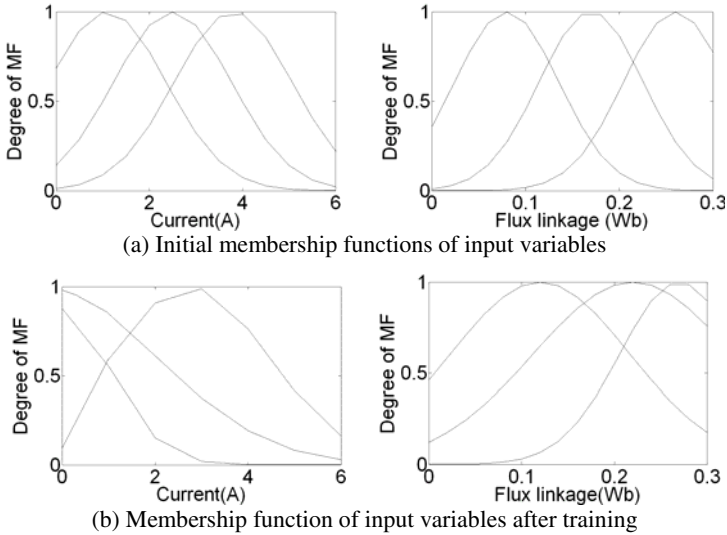 Degree of MF
1
0.5
0
0 2 4 6
Current(A)
Degree of MF
1
0.5
0
0 0.1 0.2 0.3
Flux linkage (Wb)
(a) Initial membership functions of input variables
Degree of MF
1
0.5
0
0 2 4 6
Current(A)
Degree of MF
1
0.5
0
0 0.1 0.2 0.3
Flux linkage(Wb)
(b) Membership function of input variables after training